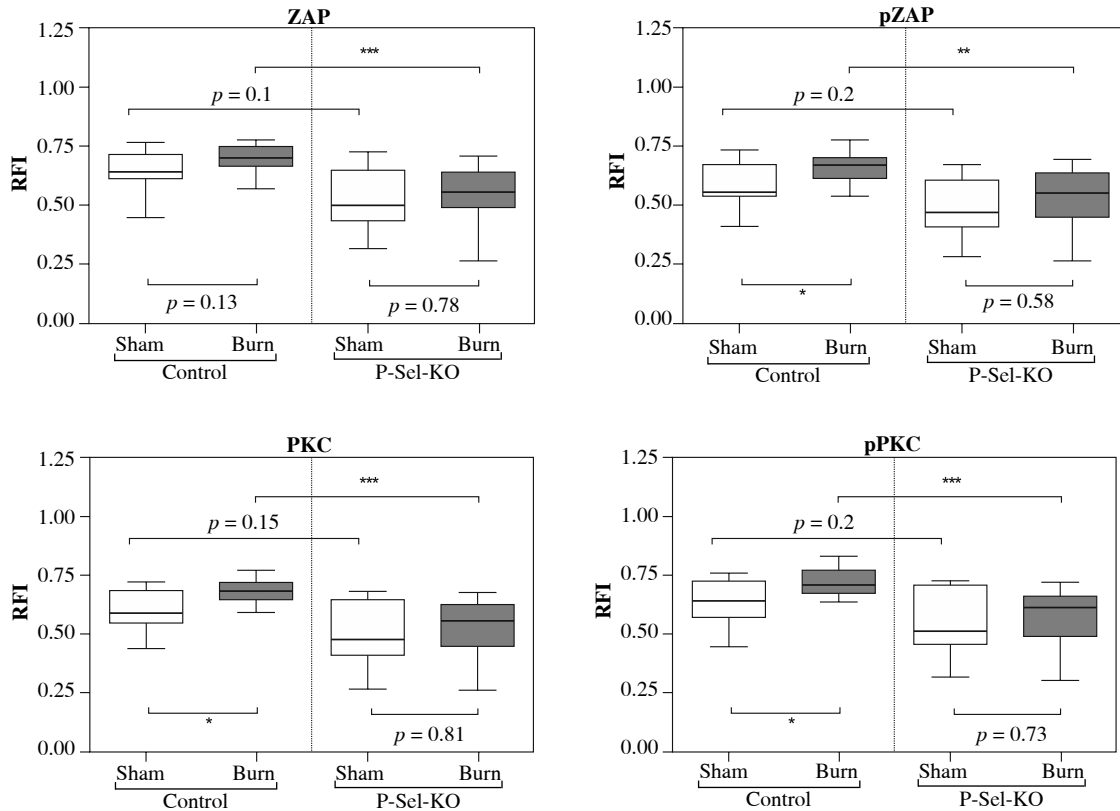 ZAP
1.25
1.00
0.75
0.50
0.25
0.00
RFI
***
p = 0.1
p = 0.13
p = 0.78
Sham Burn Sham Burn
Control P-Sel-KO
pZAP
1.25
1.00
0.75
0.50
0.25
0.00
RFI
**
p = 0.2
*
p = 0.58
Sham Burn Sham Burn
Control P-Sel-KO
PKC
1.25
1.00
0.75
0.50
0.25
0.00
RFI
***
p = 0.15
*
p = 0.81
Sham Burn Sham Burn
Control P-Sel-KO
pPKC
1.25
1.00
0.75
0.50
0.25
0.00
RFI
***
p = 0.2
*
p = 0.73
Sham Burn Sham Burn
Control P-Sel-KO